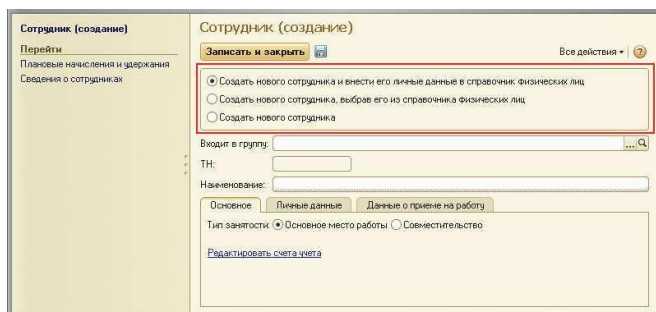 Сотрудник (создание)
Перейти
Плановые начисления и удержания
Сведения о сотрудниках
Сотрудник (создание)
Записать и закрыть
Все действия
Создать нового сотрудника и внести его личные данные в справочник физических лиц
Создать нового сотрудника, выбрав его из справочника физических лиц
Создать нового сотрудника
Входит в группу:
...
ТН:
Наименование:
Основное Личные данные Данные о приеме на работу
Тип занятости: Основное место работы Совместительство
Редактировать счета учета